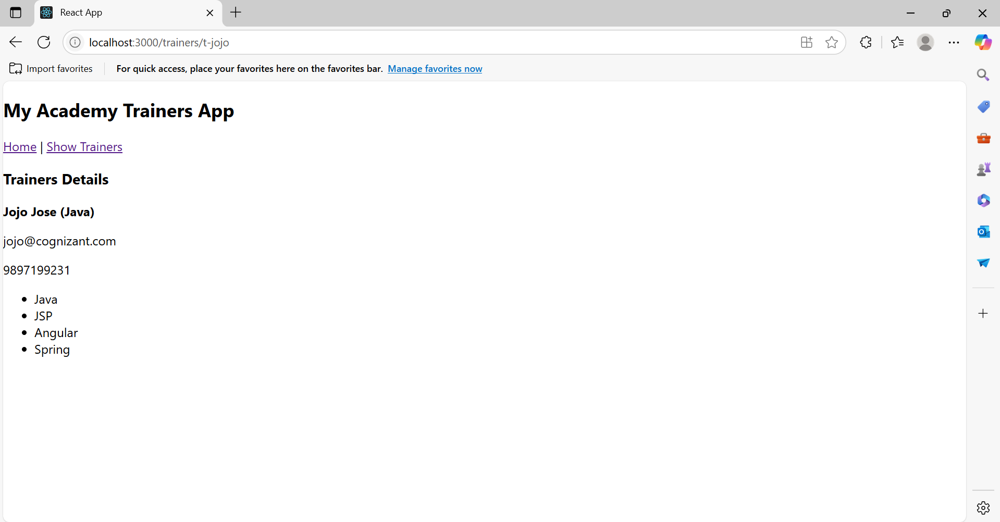 React App
localhost:3000/trainers/t-jojo
Import favorites
For quick access, place your favorites here on the favorites bar. Manage favorites now
My Academy Trainers App
Home | Show Trainers
Trainers Details
Jojo Jose (Java)
jojo@cognizant.com
9897199231
Java
JSP
Angular
Spring